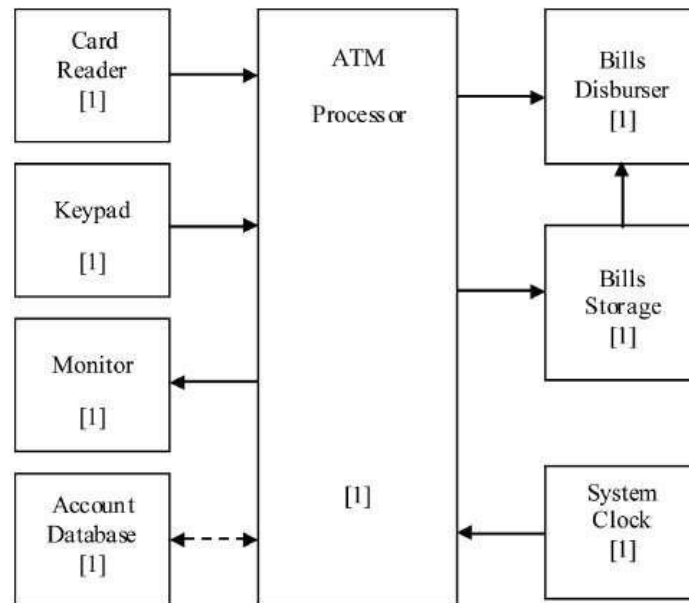 Card
Reader
[1]
Keypad
[1]
Monitor
[1]
Account
Database
[1]
ATM
Processor
[1]
Bills
Disburser
[1]
Bills
Storage
[1]
System
Clock
[1]